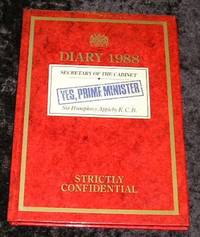 DIARY 1988
SECRETARY OF THE CABINET
YES, PRIME MINISTER
Sir Humphrey Appleby K.C.B.
STRICTLY
CONFIDENTIAL